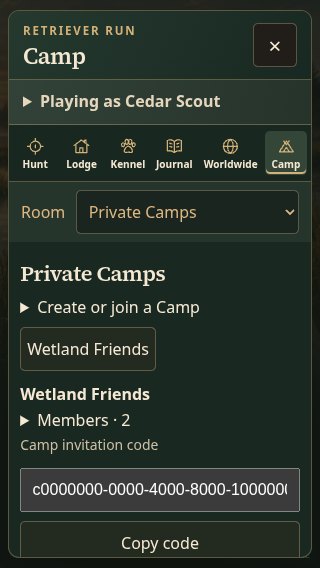 RETRIEVER RUN
Camp
Playing as Cedar Scout
Hunt
Lodge
Kennel
Journal
Worldwide
Camp
Room
Private Camps
Private Camps
Create or join a Camp
Wetland Friends
Wetland Friends
Members · 2
Camp invitation code
c0000000-0000-4000-8000-1000000
Copy code